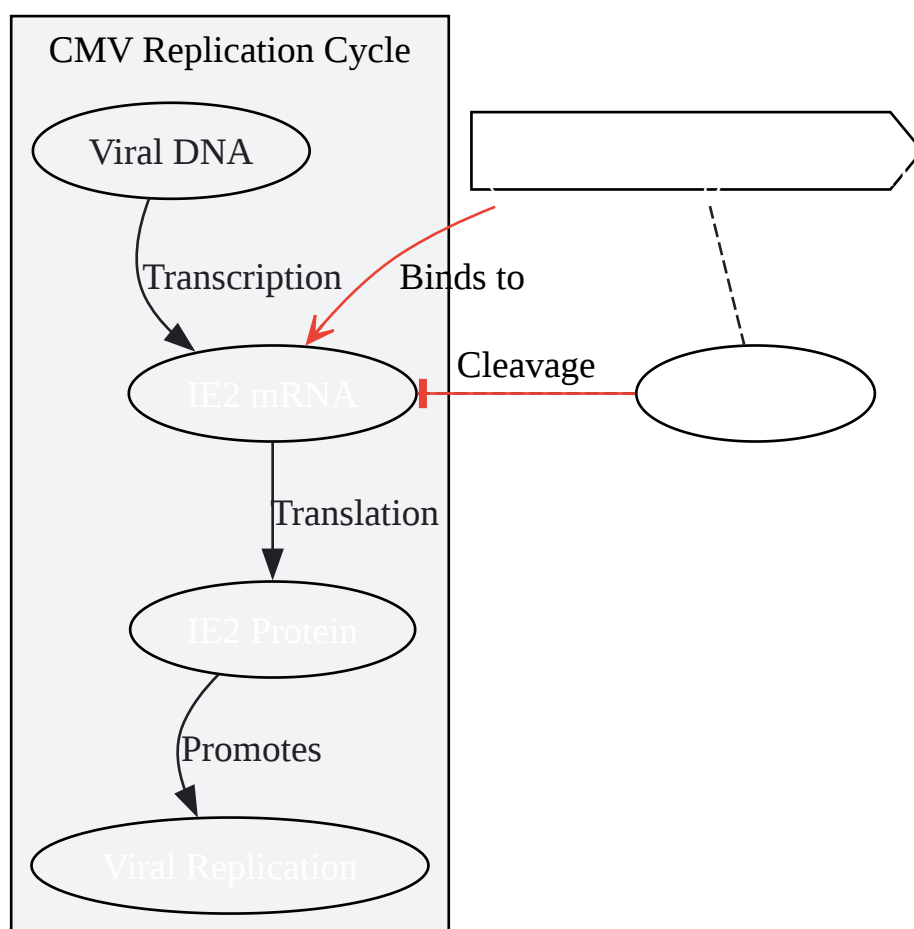 CMV Replication Cycle
Viral DNA
Transcription
Binds to
Cleavage
IE2 mRNA
Translation
IE2 Protein
Promotes
Viral Replication